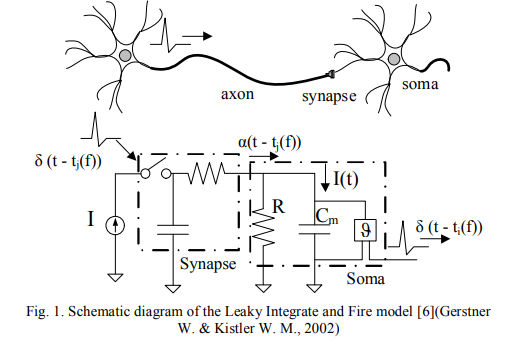 axon
synapse
soma
δ (t - tj(f))
α(t - tj(f))
I(t)
I
R
Cm
ϑ
δ (t - ti(f))
Synapse
Soma
Fig. 1. Schematic diagram of the Leaky Integrate and Fire model [6](Gerstner
W. & Kistler W. M., 2002)